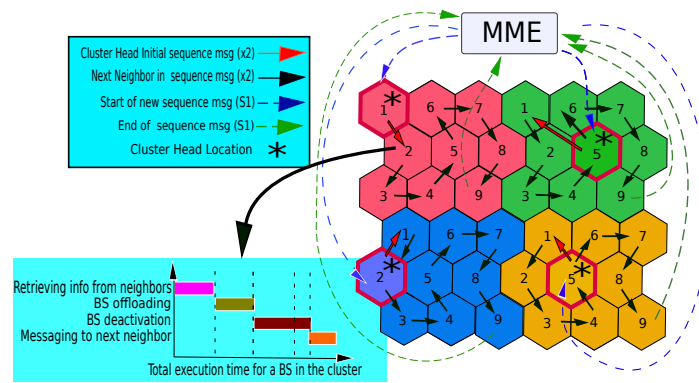 MME
Cluster Head Initial sequence msg (x2)
Next Neighbor in sequence msg (x2)
Start of new sequence msg (S1)
End of sequence msg (S1)
Cluster Head Location *
1 * 6 7 1 6 7
2 5 8 2 5 * 8
3 4 9 3 4 9
1 6 7 1 6 7
2 * 5 8 2 5 * 8
3 4 9 3 4 9
Retrieving info from neighbors
BS offloading
BS deactivation
Messaging to next neighbor
Total execution time for a BS in the cluster